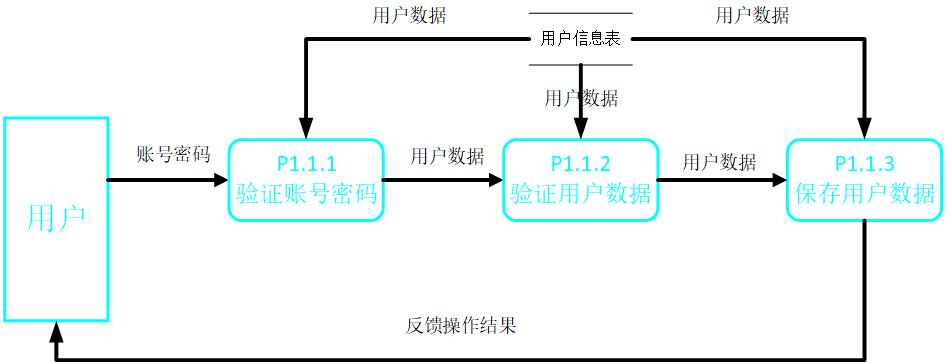 用户数据
用户数据
用户信息表
用户数据
账号密码
用户数据
用户数据
P1.1.1
验证账号密码
P1.1.2
验证用户数据
P1.1.3
保存用户数据
用户
反馈操作结果